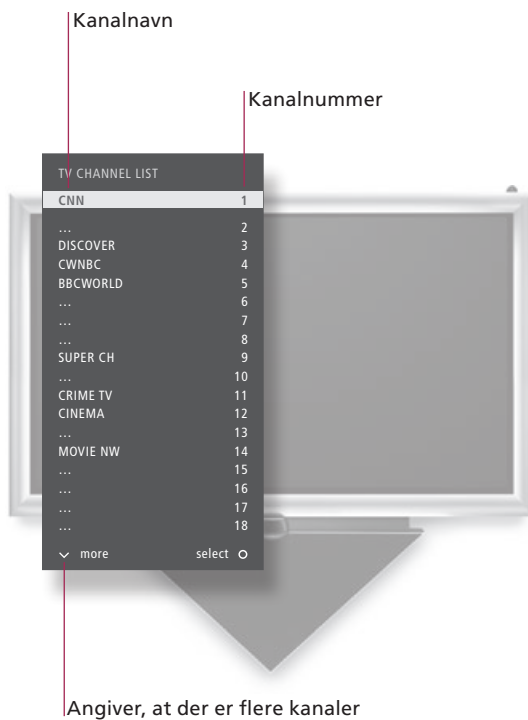 Kanalnavn
Kanalnummer
TV CHANNEL LIST
CNN 1
... 2
DISCOVER 3
CWNBC 4
BBCWORLD 5
... 6
... 7
... 8
SUPER CH 9
... 10
CRIME TV 11
CINEMA 12
... 13
MOVIE NW 14
... 15
... 16
... 17
... 18
more select
Angiver, at der er flere kanaler